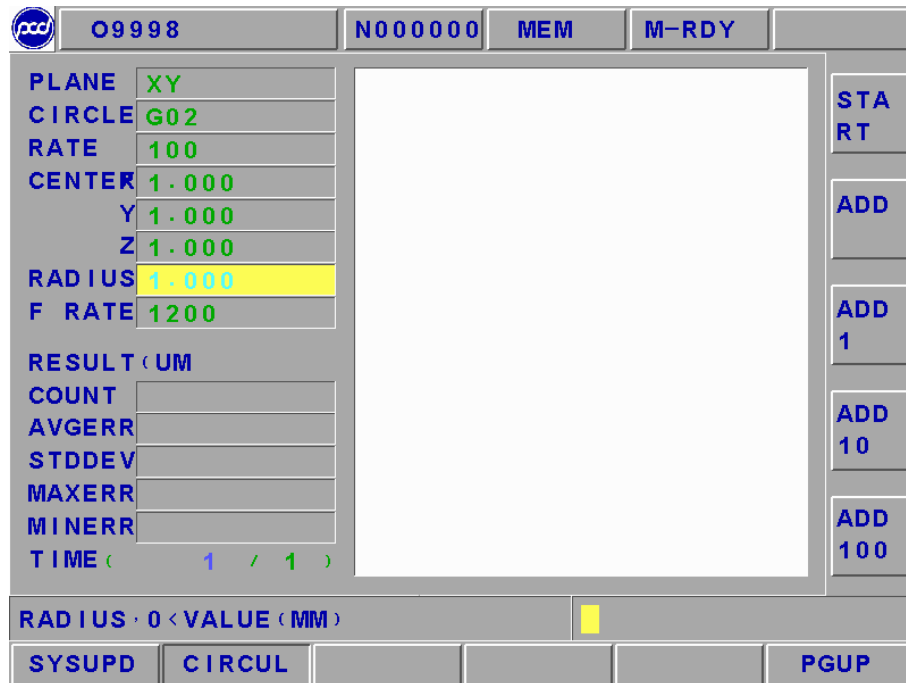 pcd O9998 N000000 MEM M-RDY
PLANE XY
CIRCLE G02
RATE 100
CENTER 1.000
Y 1.000
Z 1.000
RADIUS 1.000
F RATE 1200
RESULT(UM
COUNT
AVGERR
STDDEV
MAXERR
MINERR
TIME( 1 / 1 )
STA
RT
ADD
ADD
1
ADD
10
ADD
100
RADIUS,0<VALUE(MM)
SYSUPD CIRCUL PGUP